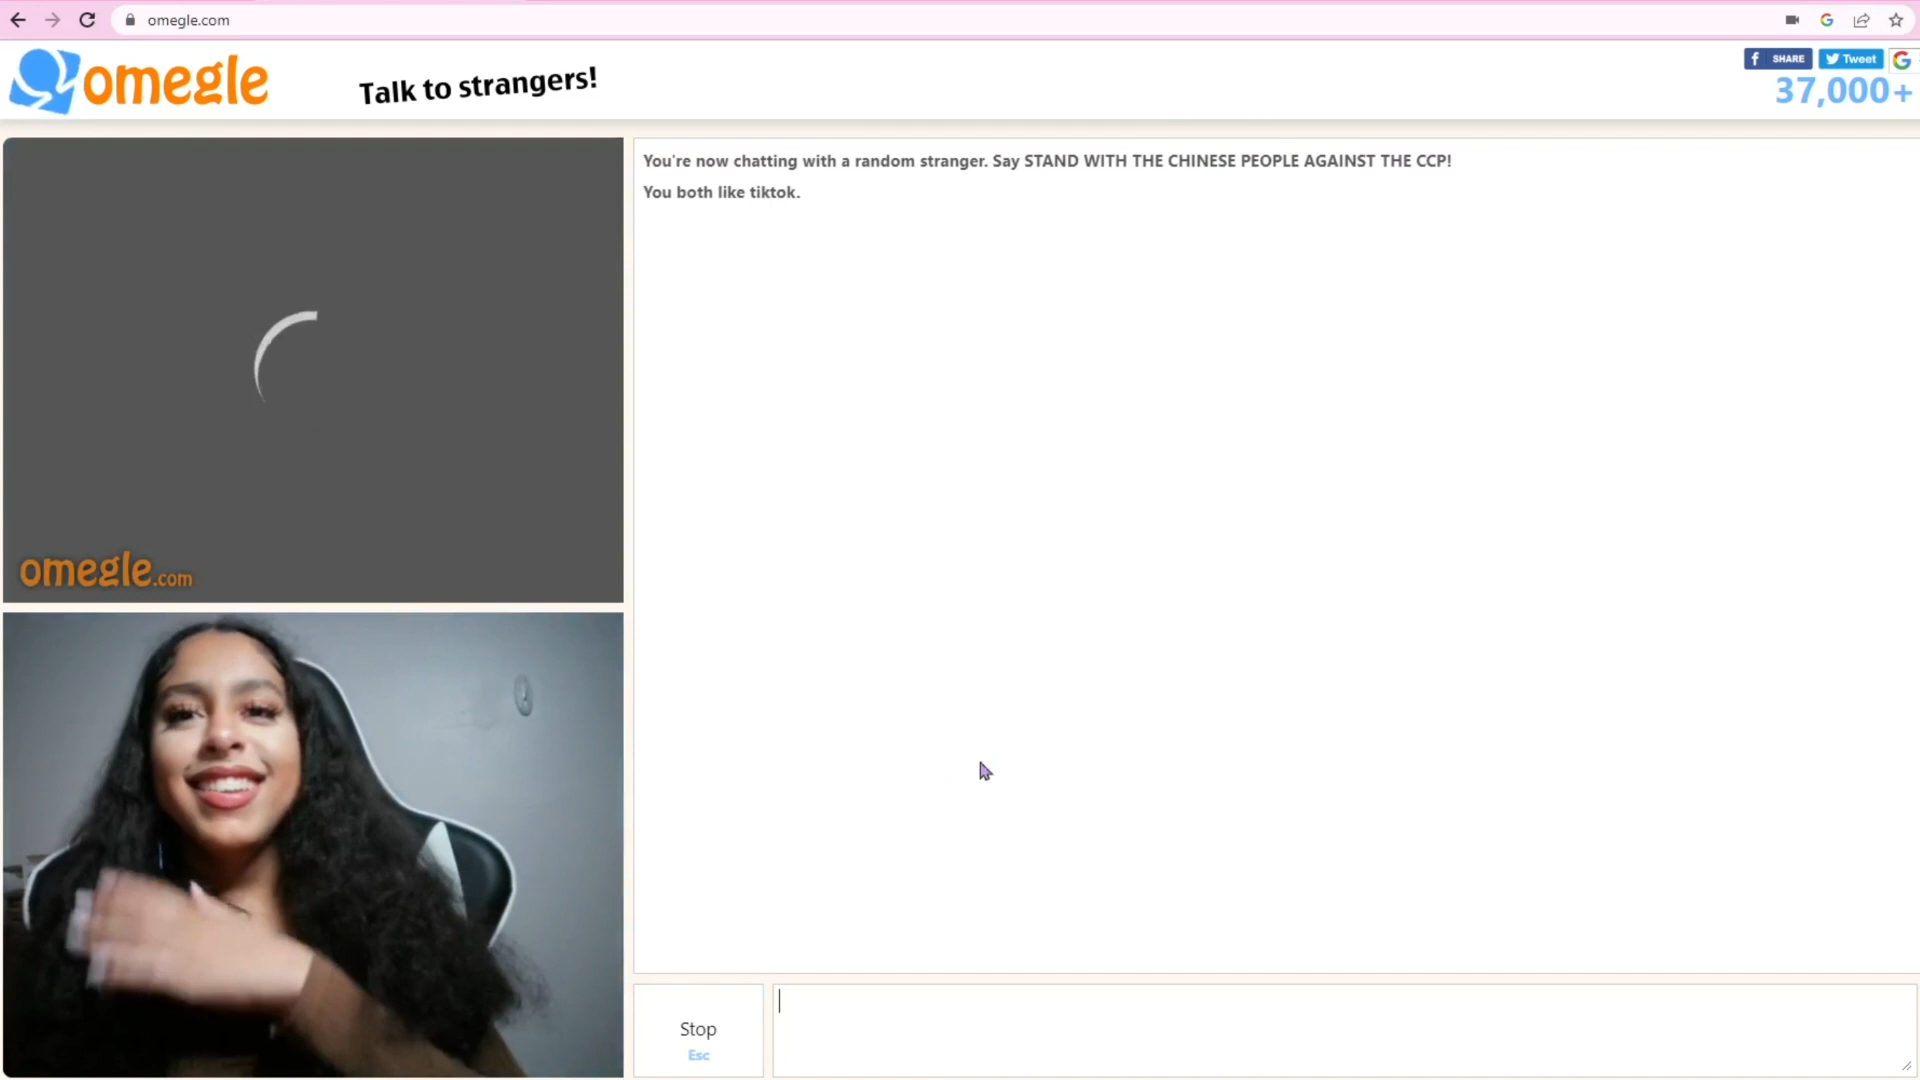 omegle.com
omegle
Talk to strangers!
SHARE
Tweet
37,000+
You're now chatting with a random stranger. Say STAND WITH THE CHINESE PEOPLE AGAINST THE CCP!
You both like tiktok.
omegle.com
Stop
Esc